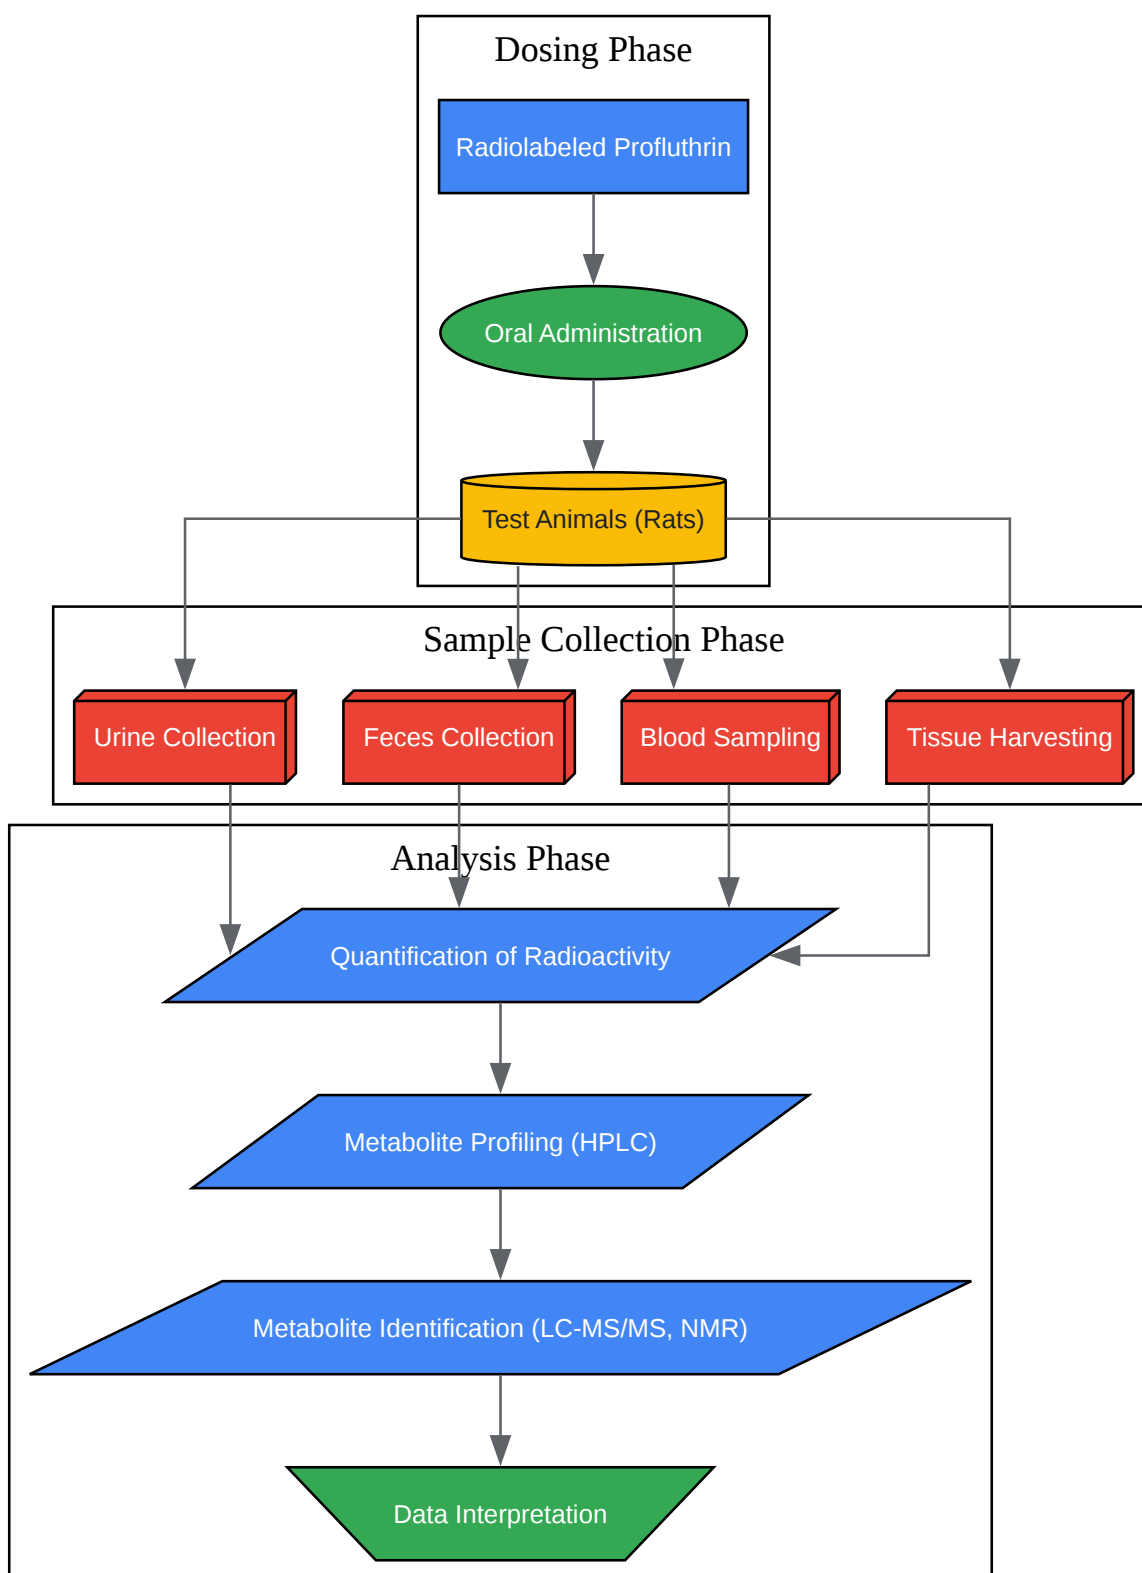 Dosing Phase
Radiolabeled Profluthrin
Oral Administration
Test Animals (Rats)
Sample Collection Phase
Urine Collection
Feces Collection
Blood Sampling
Tissue Harvesting
Analysis Phase
Quantification of Radioactivity
Metabolite Profiling (HPLC)
Metabolite Identification (LC-MS/MS, NMR)
Data Interpretation